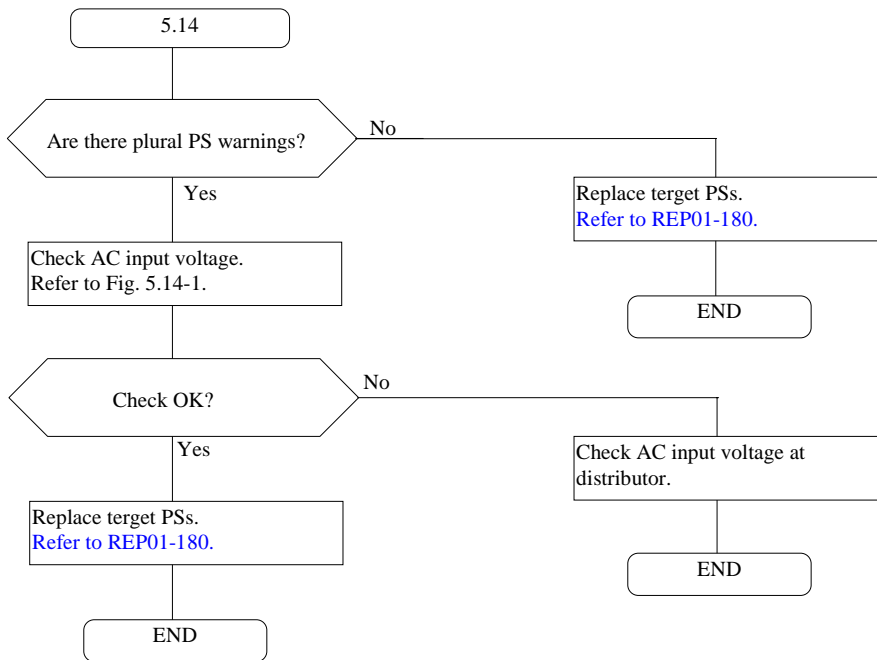 5.14
Are there plural PS warnings?
No
Yes
Replace terget PSs.
Refer to REP01-180.
Check AC input voltage.
Refer to Fig. 5.14-1.
END
Check OK?
No
Yes
Check AC input voltage at
distributor.
Replace terget PSs.
Refer to REP01-180.
END
END